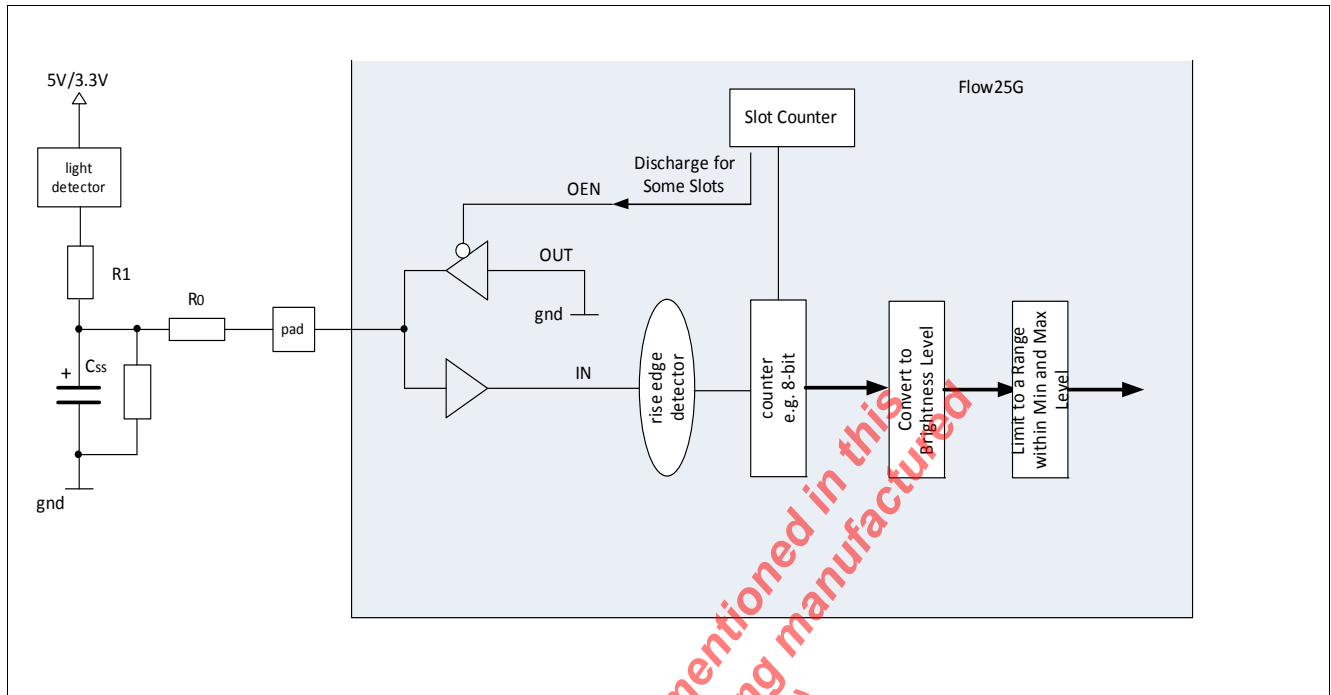 5V/3.3V
light
detector
R1
Css
+
gnd
R0
pad
Flow25G
Slot Counter
Discharge for
Some Slots
OEN
OUT
gnd
IN
rise edge
detector
counter
e.g. 8-bit
Convert to
Brightness Level
Limit to a Range
within Min and Max
Level
mentioned in this
ng manufactured